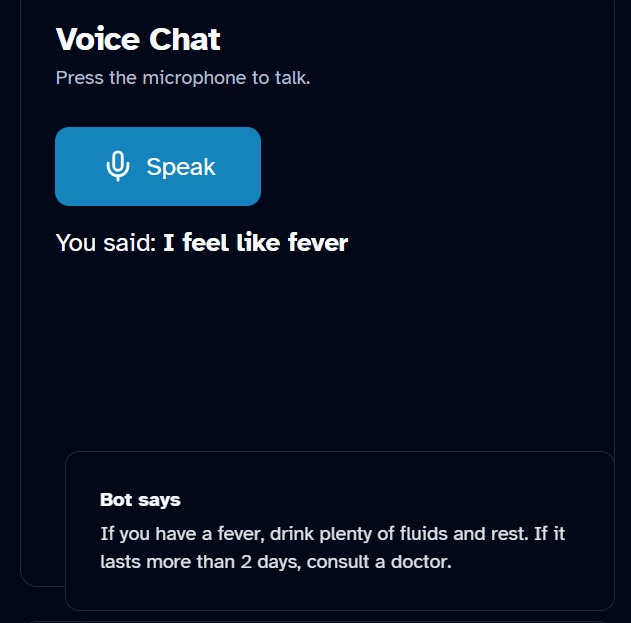 Voice Chat
Press the microphone to talk.
Speak
You said: I feel like fever
Bot says
If you have a fever, drink plenty of fluids and rest. If it
lasts more than 2 days, consult a doctor.